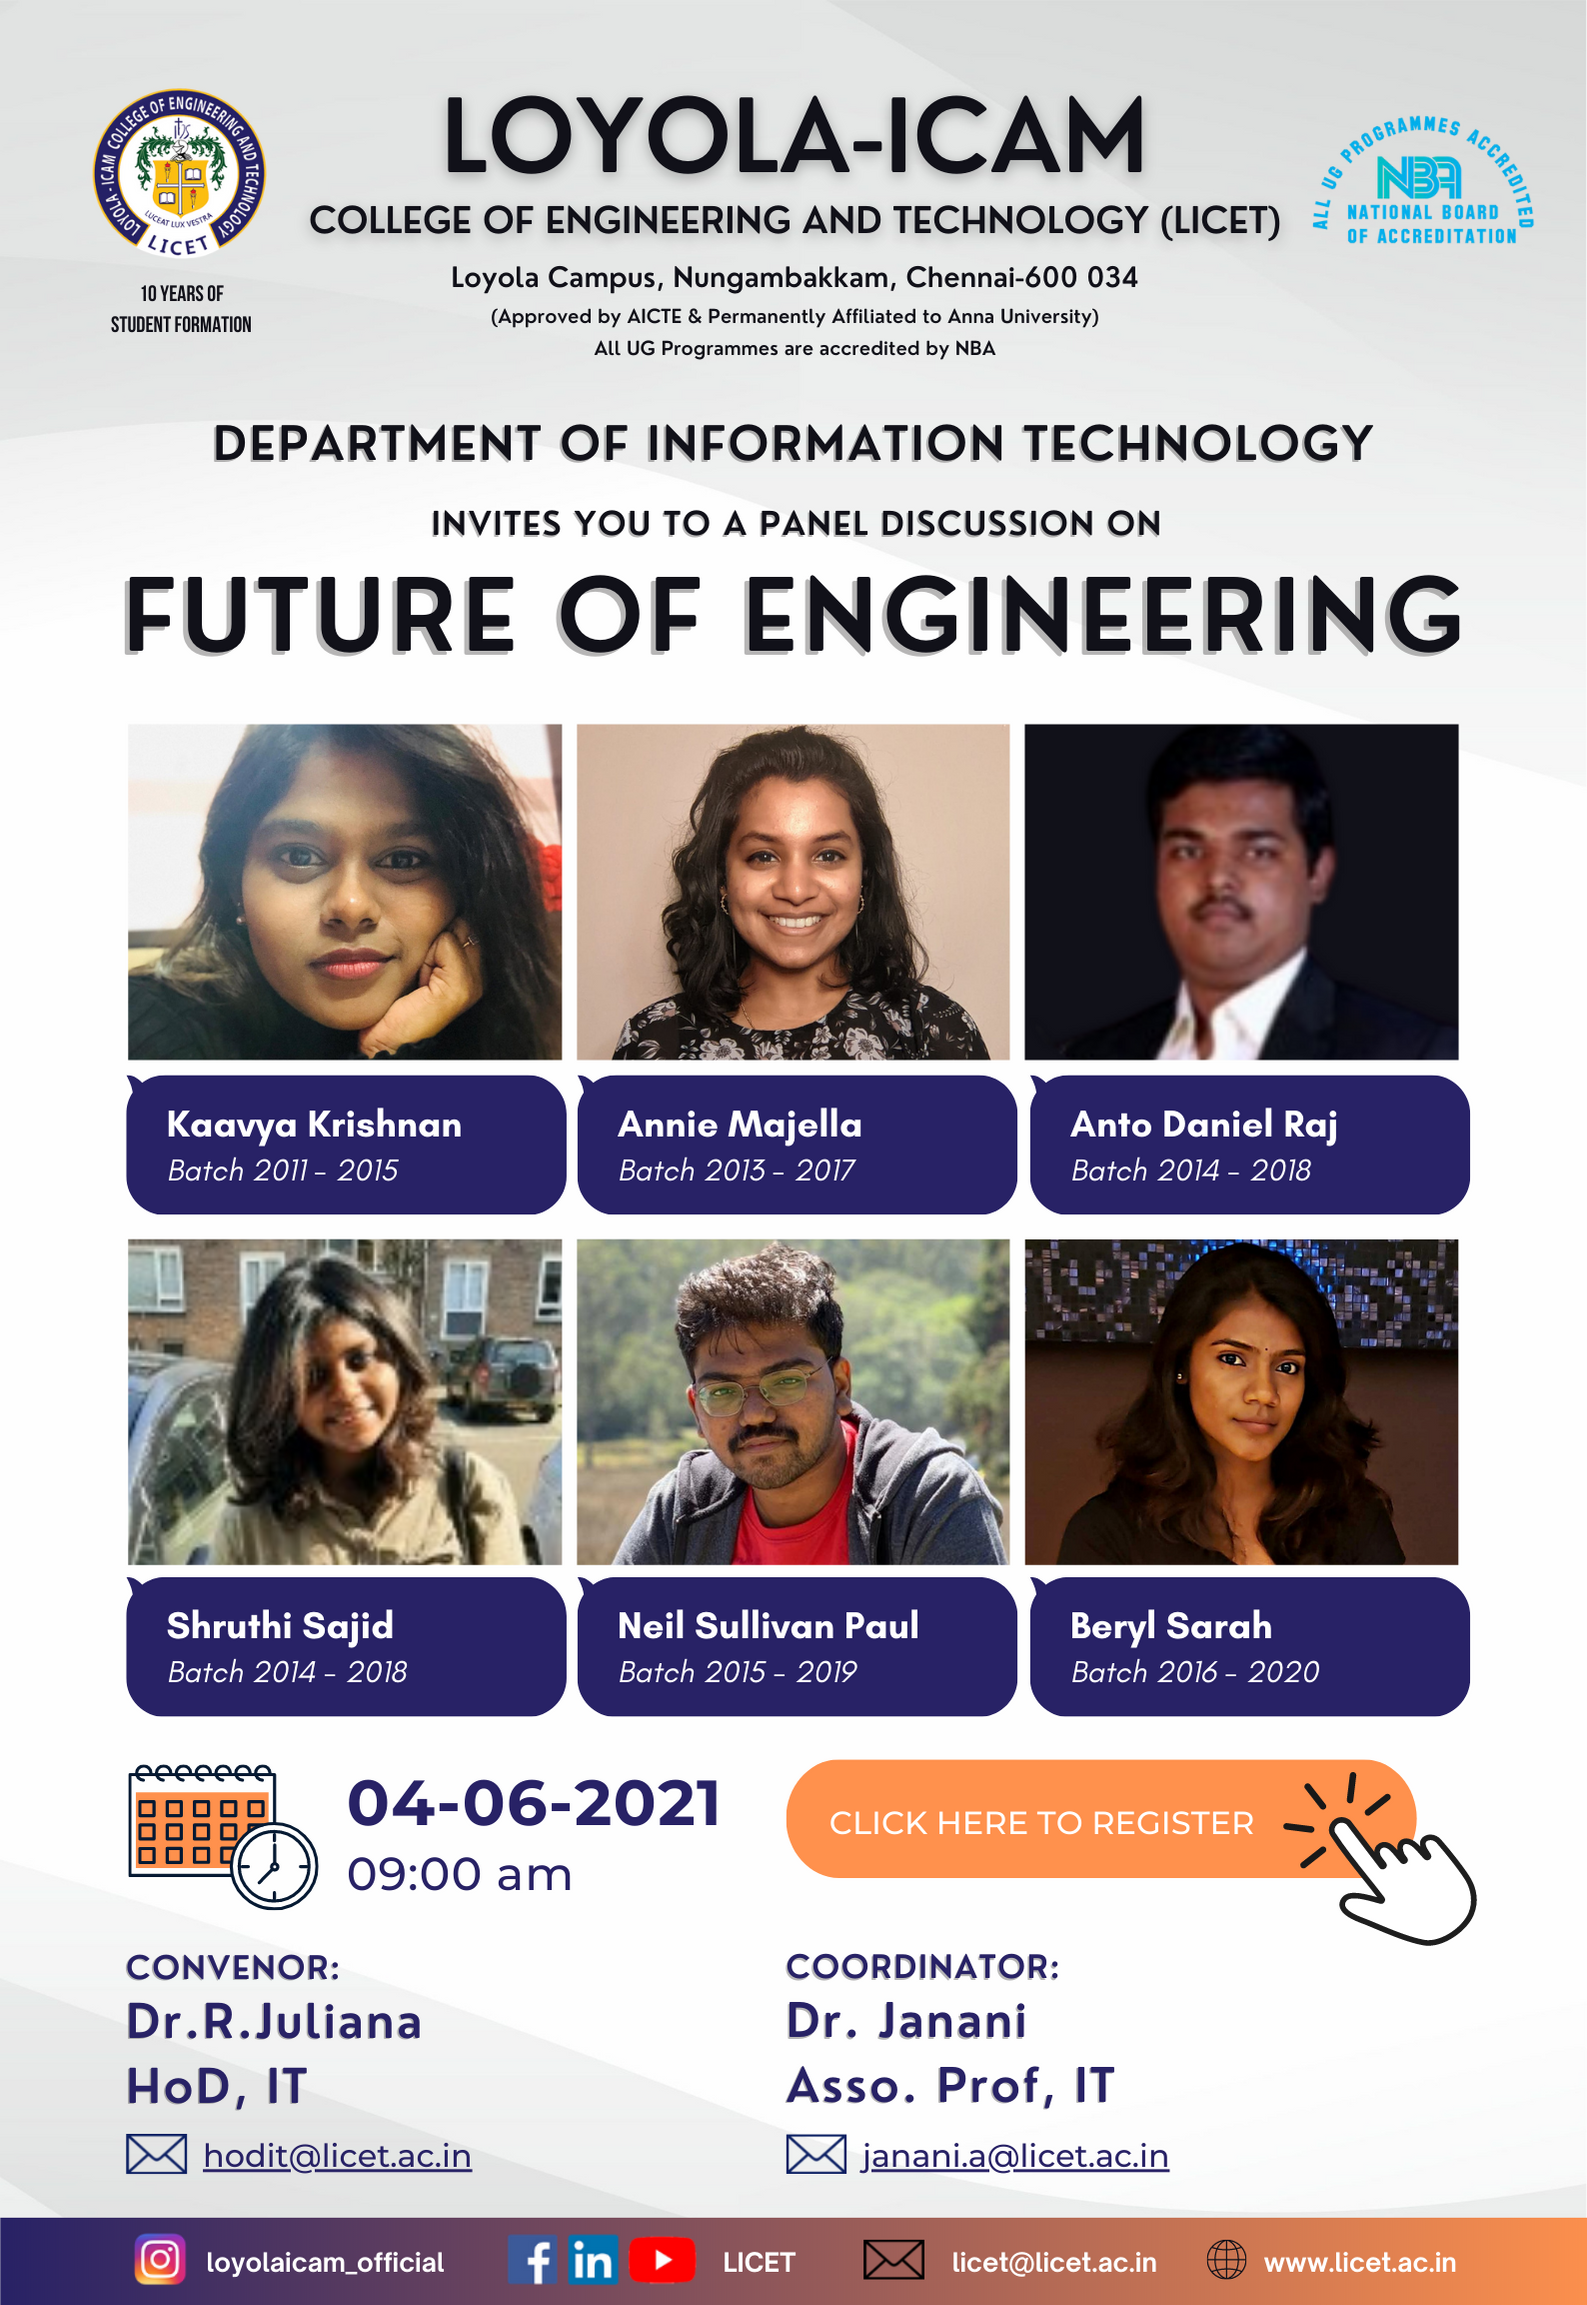 LOYOLA-ICAM COLLEGE OF ENGINEERING AND TECHNOLOGY
LUCEAT LUX VESTRA
LICET
10 YEARS OF
STUDENT FORMATION
LOYOLA-ICAM
COLLEGE OF ENGINEERING AND TECHNOLOGY (LICET)
Loyola Campus, Nungambakkam, Chennai-600 034
(Approved by AICTE & Permanently Affiliated to Anna University)
All UG Programmes are accredited by NBA
ALL UG PROGRAMMES ACCREDITED
NBA
NATIONAL BOARD
OF ACCREDITATION
DEPARTMENT OF INFORMATION TECHNOLOGY
INVITES YOU TO A PANEL DISCUSSION ON
FUTURE OF ENGINEERING
Kaavya Krishnan
Batch 2011 - 2015
Annie Majella
Batch 2013 - 2017
Anto Daniel Raj
Batch 2014 - 2018
Shruthi Sajid
Batch 2014 - 2018
Neil Sullivan Paul
Batch 2015 - 2019
Beryl Sarah
Batch 2016 - 2020
04-06-2021
09:00 am
CLICK HERE TO REGISTER
CONVENOR:
Dr.R.Juliana
HoD, IT
hodit@licet.ac.in
COORDINATOR:
Dr. Janani
Asso. Prof, IT
janani.a@licet.ac.in
loyolaicam_official
LICET
licet@licet.ac.in
www.licet.ac.in